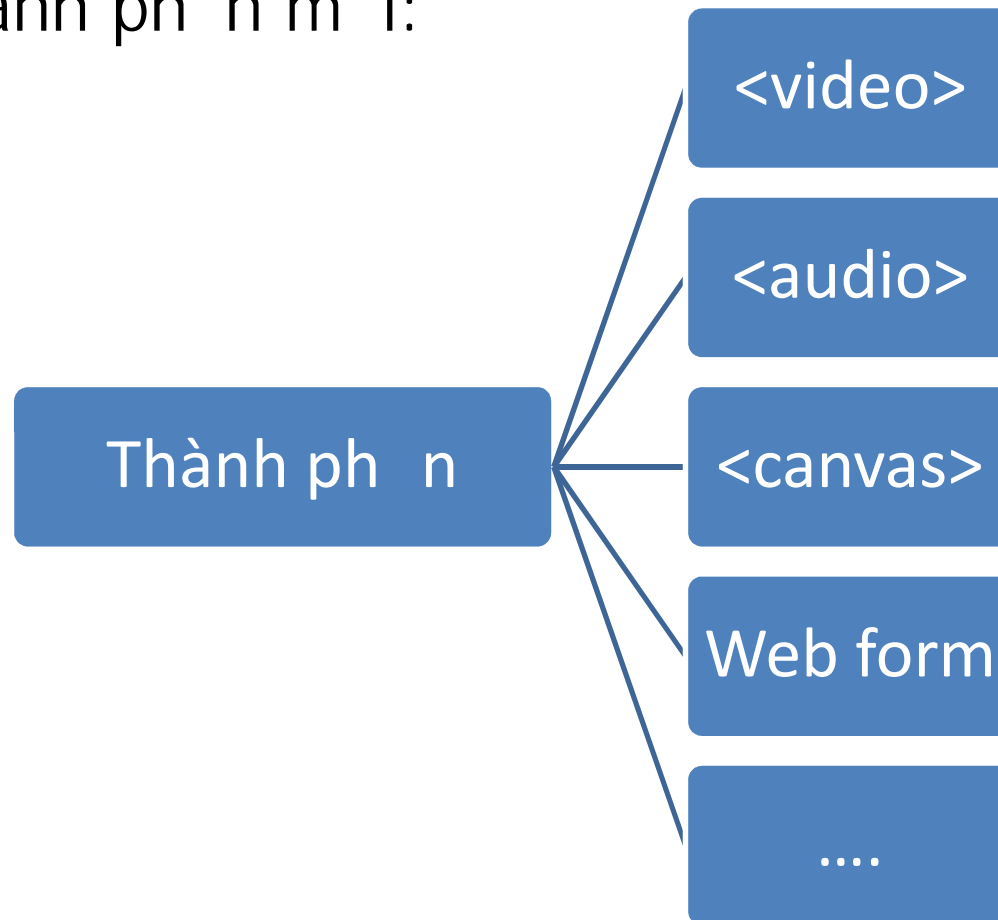 ành ph n m i:
<video>
<audio>
Thành ph n
<canvas>
Web form
....